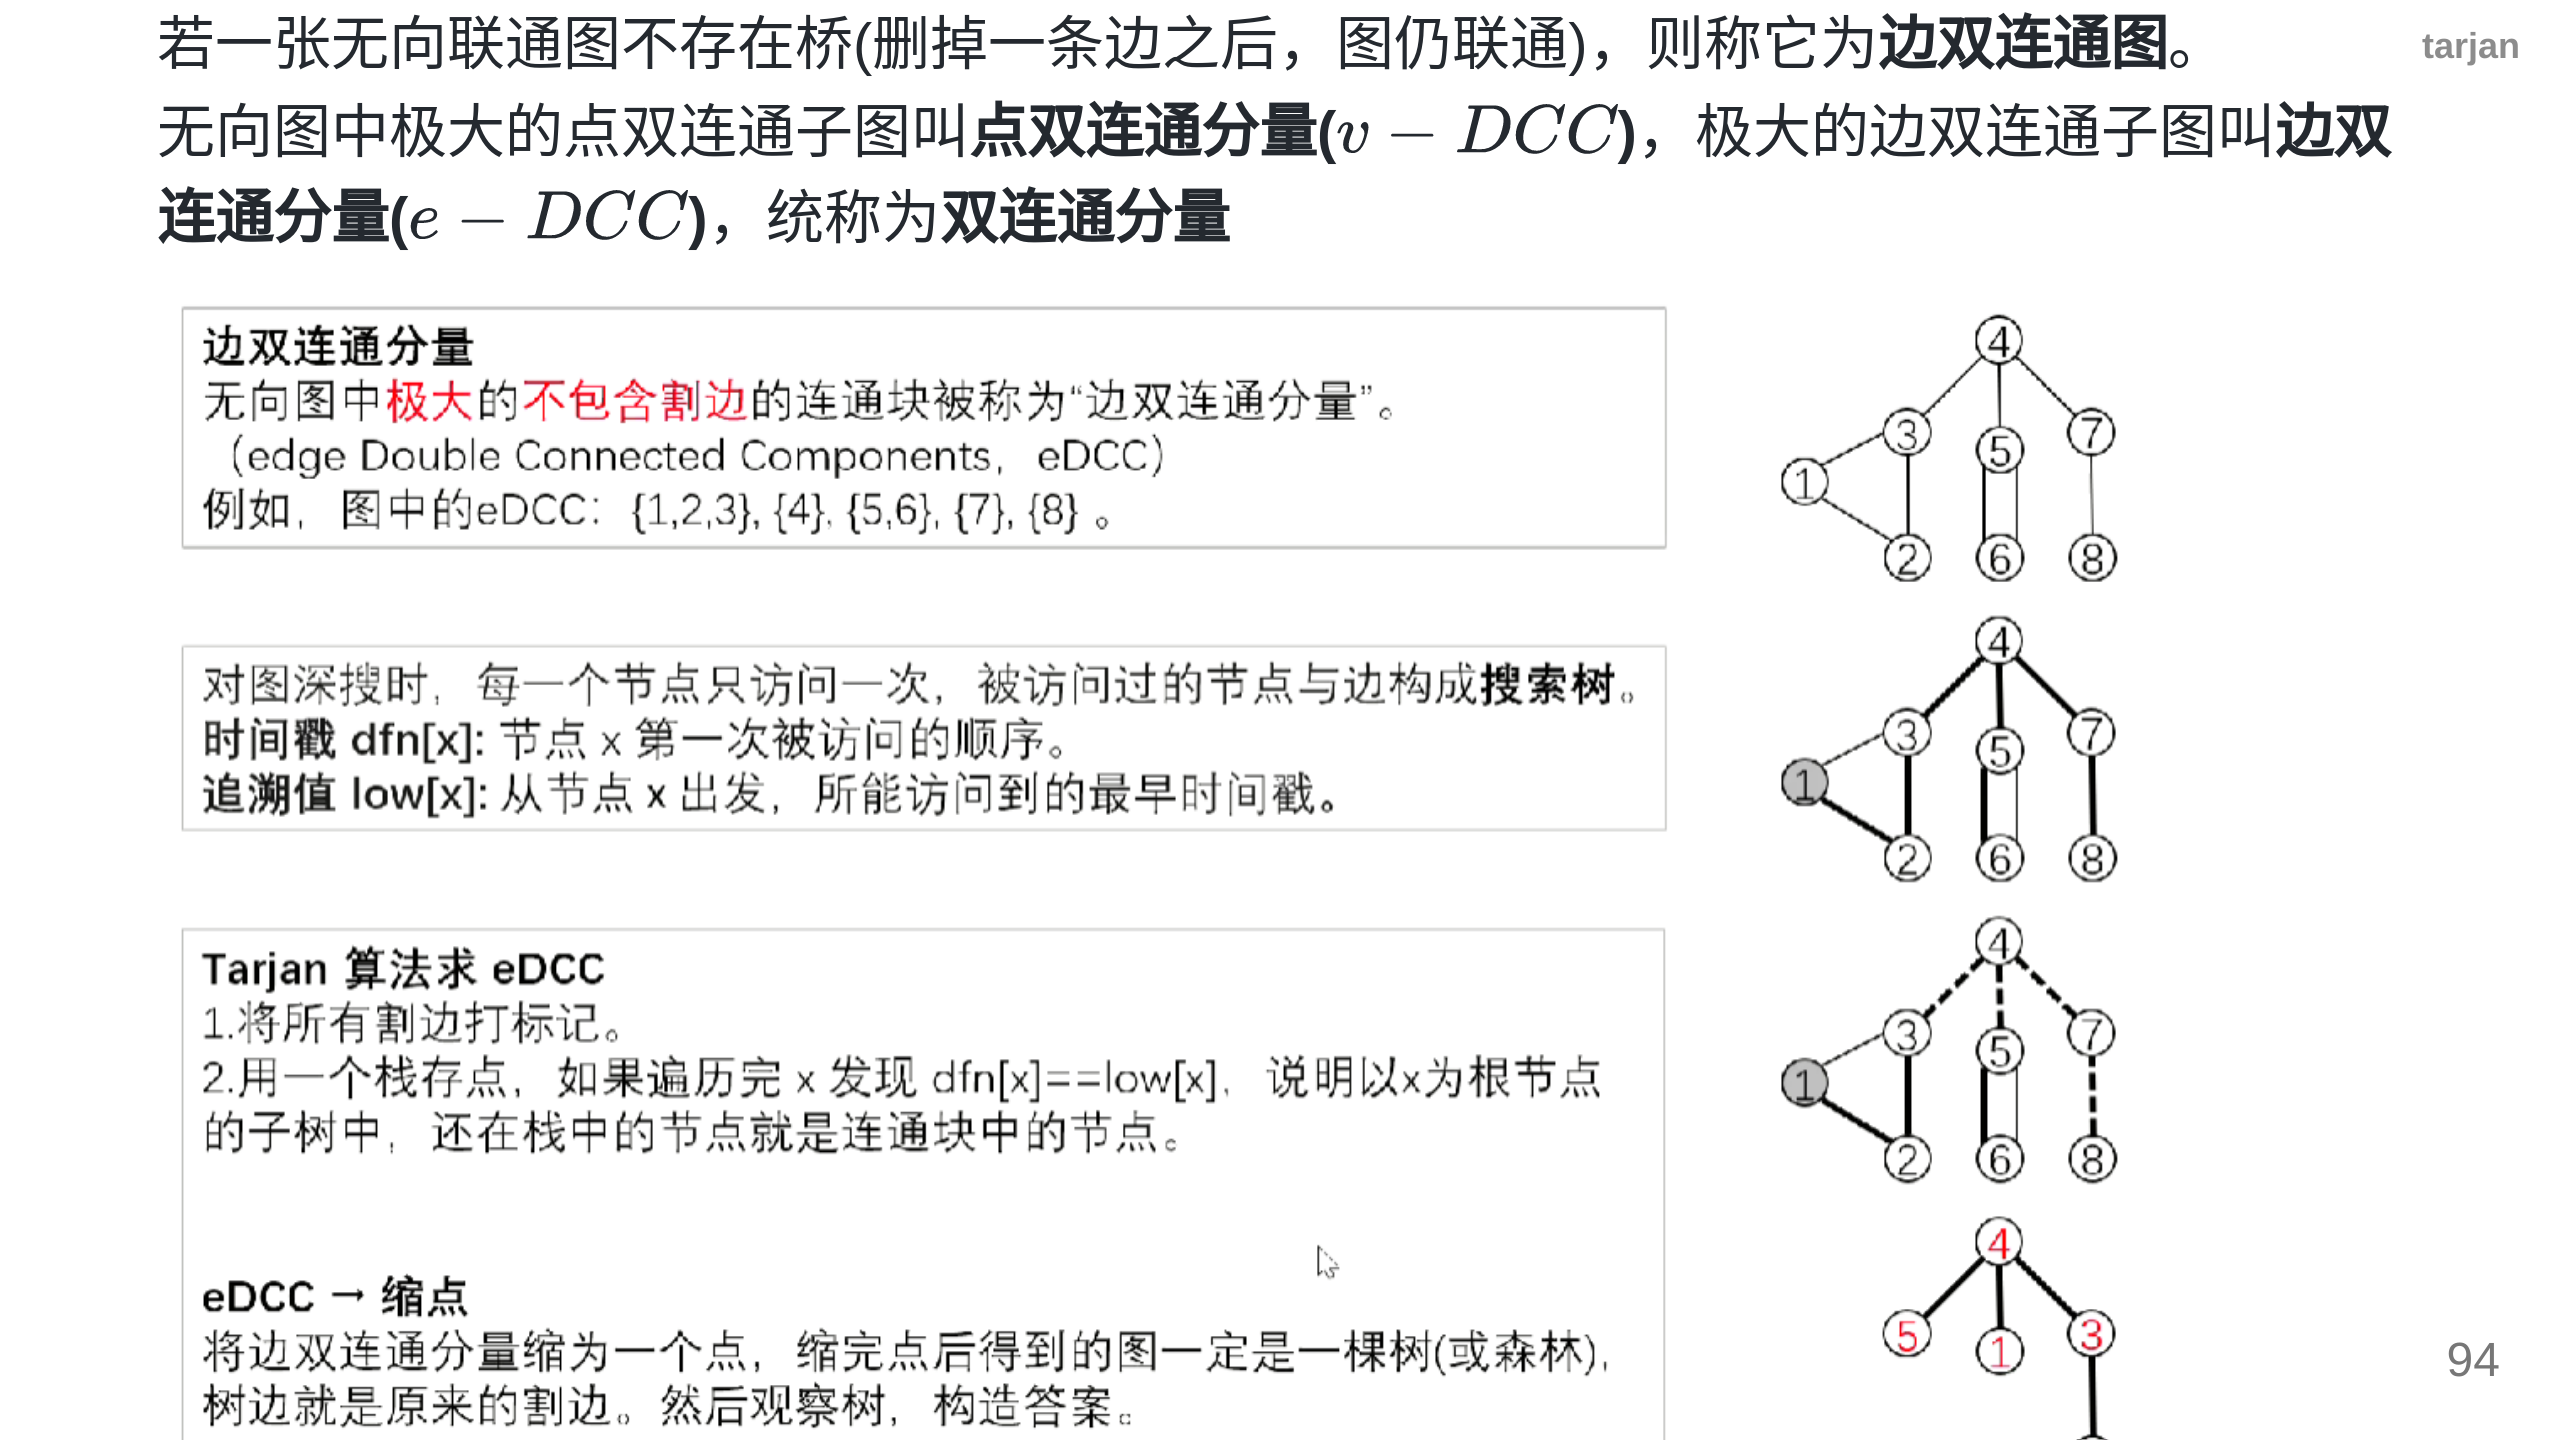 若一张无向联通图不存在桥(删掉一条边之后，图仍联通)，则称它为边双连通图。
tarjan
无向图中极大的点双连通子图叫点双连通分量(v − DCC)，极大的边双连通子图叫边双
连通分量(e − DCC)，统称为双连通分量
边双连通分量
无向图中极大的不包含割边的连通块被称为“边双连通分量”。
（edge Double Connected Components，eDCC）
例如，图中的eDCC：{1,2,3}, {4}, {5,6}, {7}, {8} 。
4
3
5
7
1
2
6
8
对图深搜时，每一个节点只访问一次，被访问过的节点与边构成搜索树。
时间戳 dfn[x]: 节点 x 第一次被访问的顺序。
追溯值 low[x]: 从节点 x 出发，所能访问到的最早时间戳。
4
3
5
7
1
2
6
8
Tarjan 算法求 eDCC
1.将所有割边打标记。
2.用一个栈存点，如果遍历完 x 发现 dfn[x]==low[x]，说明以x为根节点
的子树中，还在栈中的节点就是连通块中的节点。
4
3
5
7
1
2
6
8
eDCC → 缩点
将边双连通分量缩为一个点，缩完点后得到的图一定是一棵树(或森林)，
树边就是原来的割边。然后观察树，构造答案。
4
5
1
3
94